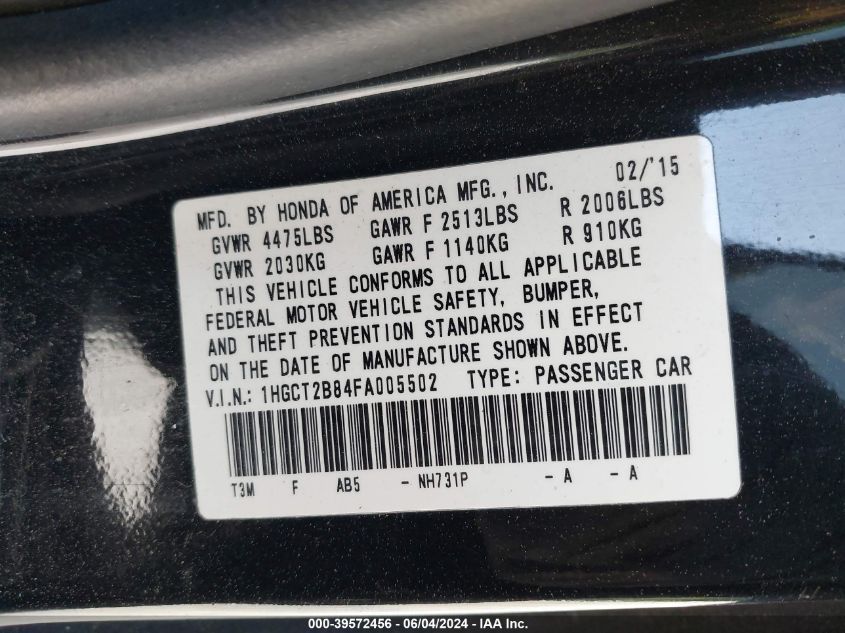 MFD. BY HONDA OF AMERICA MFG., INC. 02/'15
GVWR 4475LBS GAWR F 2513LBS R 2006LBS
GVWR 2030KG GAWR F 1140KG R 910KG
THIS VEHICLE CONFORMS TO ALL APPLICABLE
FEDERAL MOTOR VEHICLE SAFETY, BUMPER,
AND THEFT PREVENTION STANDARDS IN EFFECT
ON THE DATE OF MANUFACTURE SHOWN ABOVE.
V.I.N.: 1HGCT2B84FA005502 TYPE: PASSENGER CAR
T3M F AB5 - NH731P - A - A
000-39572456 - 06/04/2024 - IAA Inc.